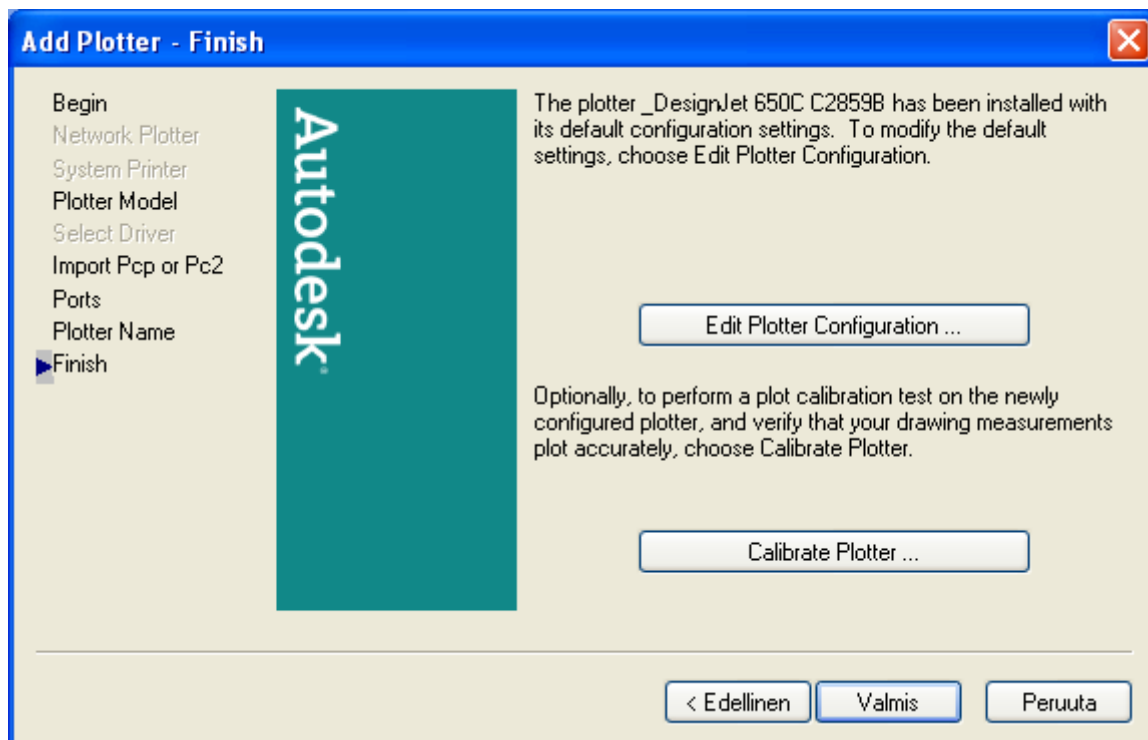 Add Plotter - Finish
Begin
Network Plotter
System Printer
Plotter Model
Select Driver
Import Pcp or Pc2
Ports
Plotter Name
Finish
Autodesk
The plotter _DesignJet 650C C2859B has been installed with
its default configuration settings. To modify the default
settings, choose Edit Plotter Configuration.
Edit Plotter Configuration ...
Optionally, to perform a plot calibration test on the newly
configured plotter, and verify that your drawing measurements
plot accurately, choose Calibrate Plotter.
Calibrate Plotter ...
< Edellinen
Valmis
Peruuta